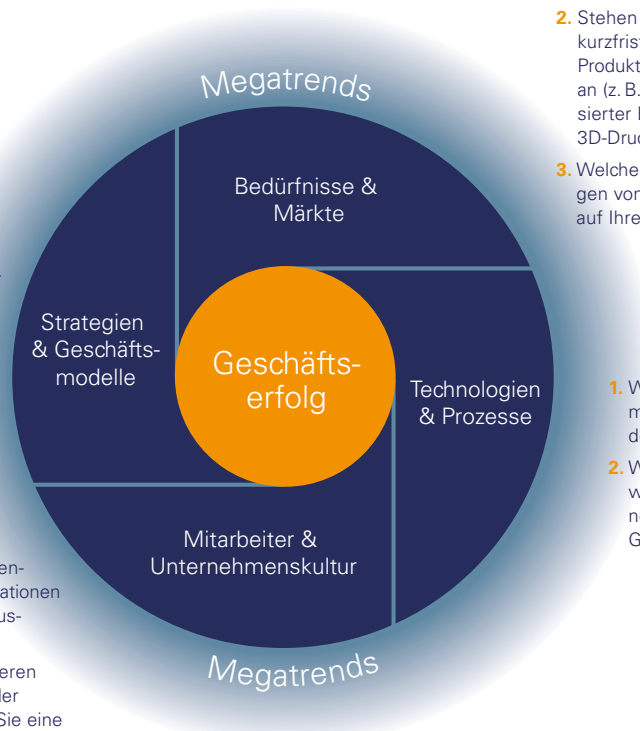 Megatrends
Bedürfnisse &
Märkte
Strategien
& Geschäfts-
modelle
Geschäfts-
erfolg
Technologien
& Prozesse
Mitarbeiter &
Unternehmenskultur
Megatrends
2. Stehen
kurzfris
Produkt
an (z. B.
sierter
3D-Druc
3. Welche
gen von
auf Ihre
1. W
m
d
2. W
w
n
G
en-
ationen
us-
eren
ler
Sie eine